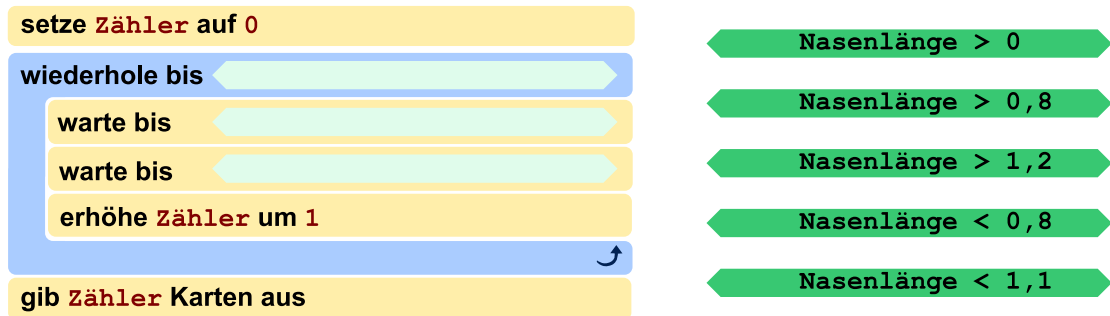 setze Zähler auf 0
wiederhole bis
warte bis
warte bis
erhöhe Zähler um 1
gib Zähler Karten aus
Nasenlänge > 0
Nasenlänge > 0,8
Nasenlänge > 1,2
Nasenlänge < 0,8
Nasenlänge < 1,1